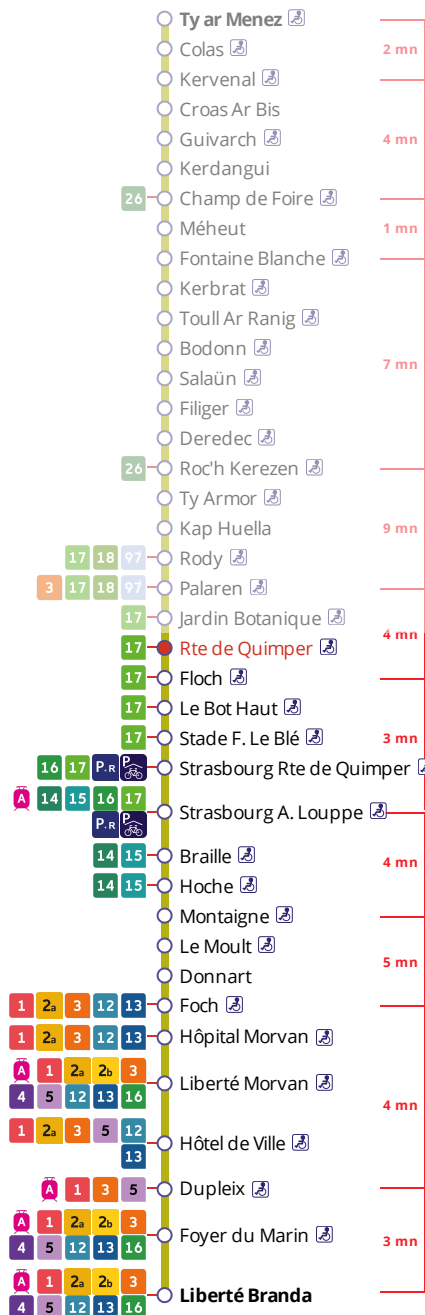 Ty ar Menez
Colas
2 mn
Kervenal
Croas Ar Bis
Guivarch
4 mn
Kerdangui
26 Champ de Foire
Méheut
1 mn
Fontaine Blanche
Kerbrat
Toull Ar Ranig
Bodonn
7 mn
Salaün
Filiger
Deredec
26 Roc'h Kerezen
Ty Armor
Kap Huella
9 mn
17 18 97 Rody
3 17 18 97 Palaren
17 Jardin Botanique
4 mn
17 Rte de Quimper
17 Floch
17 Le Bot Haut
17 Stade F. Le Blé
3 mn
16 17 P+R P Strasbourg Rte de Quimper
A 14 15 16 17
P+R P Strasbourg A. Louppe
14 15 Braille
4 mn
14 15 Hoche
Montaigne
Le Moult
5 mn
Donnart
1 2a 3 12 13 Foch
1 2a 3 12 13 Hôpital Morvan
A 1 2a 2b 3
4 5 12 13 16 Liberté Morvan
4 mn
1 2a 3 5 12
13 Hôtel de Ville
A 1 3 5 Dupleix
A 1 2a 2b 3
4 5 12 13 16 Foyer du Marin
3 mn
A 1 2a 2b 3
4 5 12 13 16 Liberté Branda